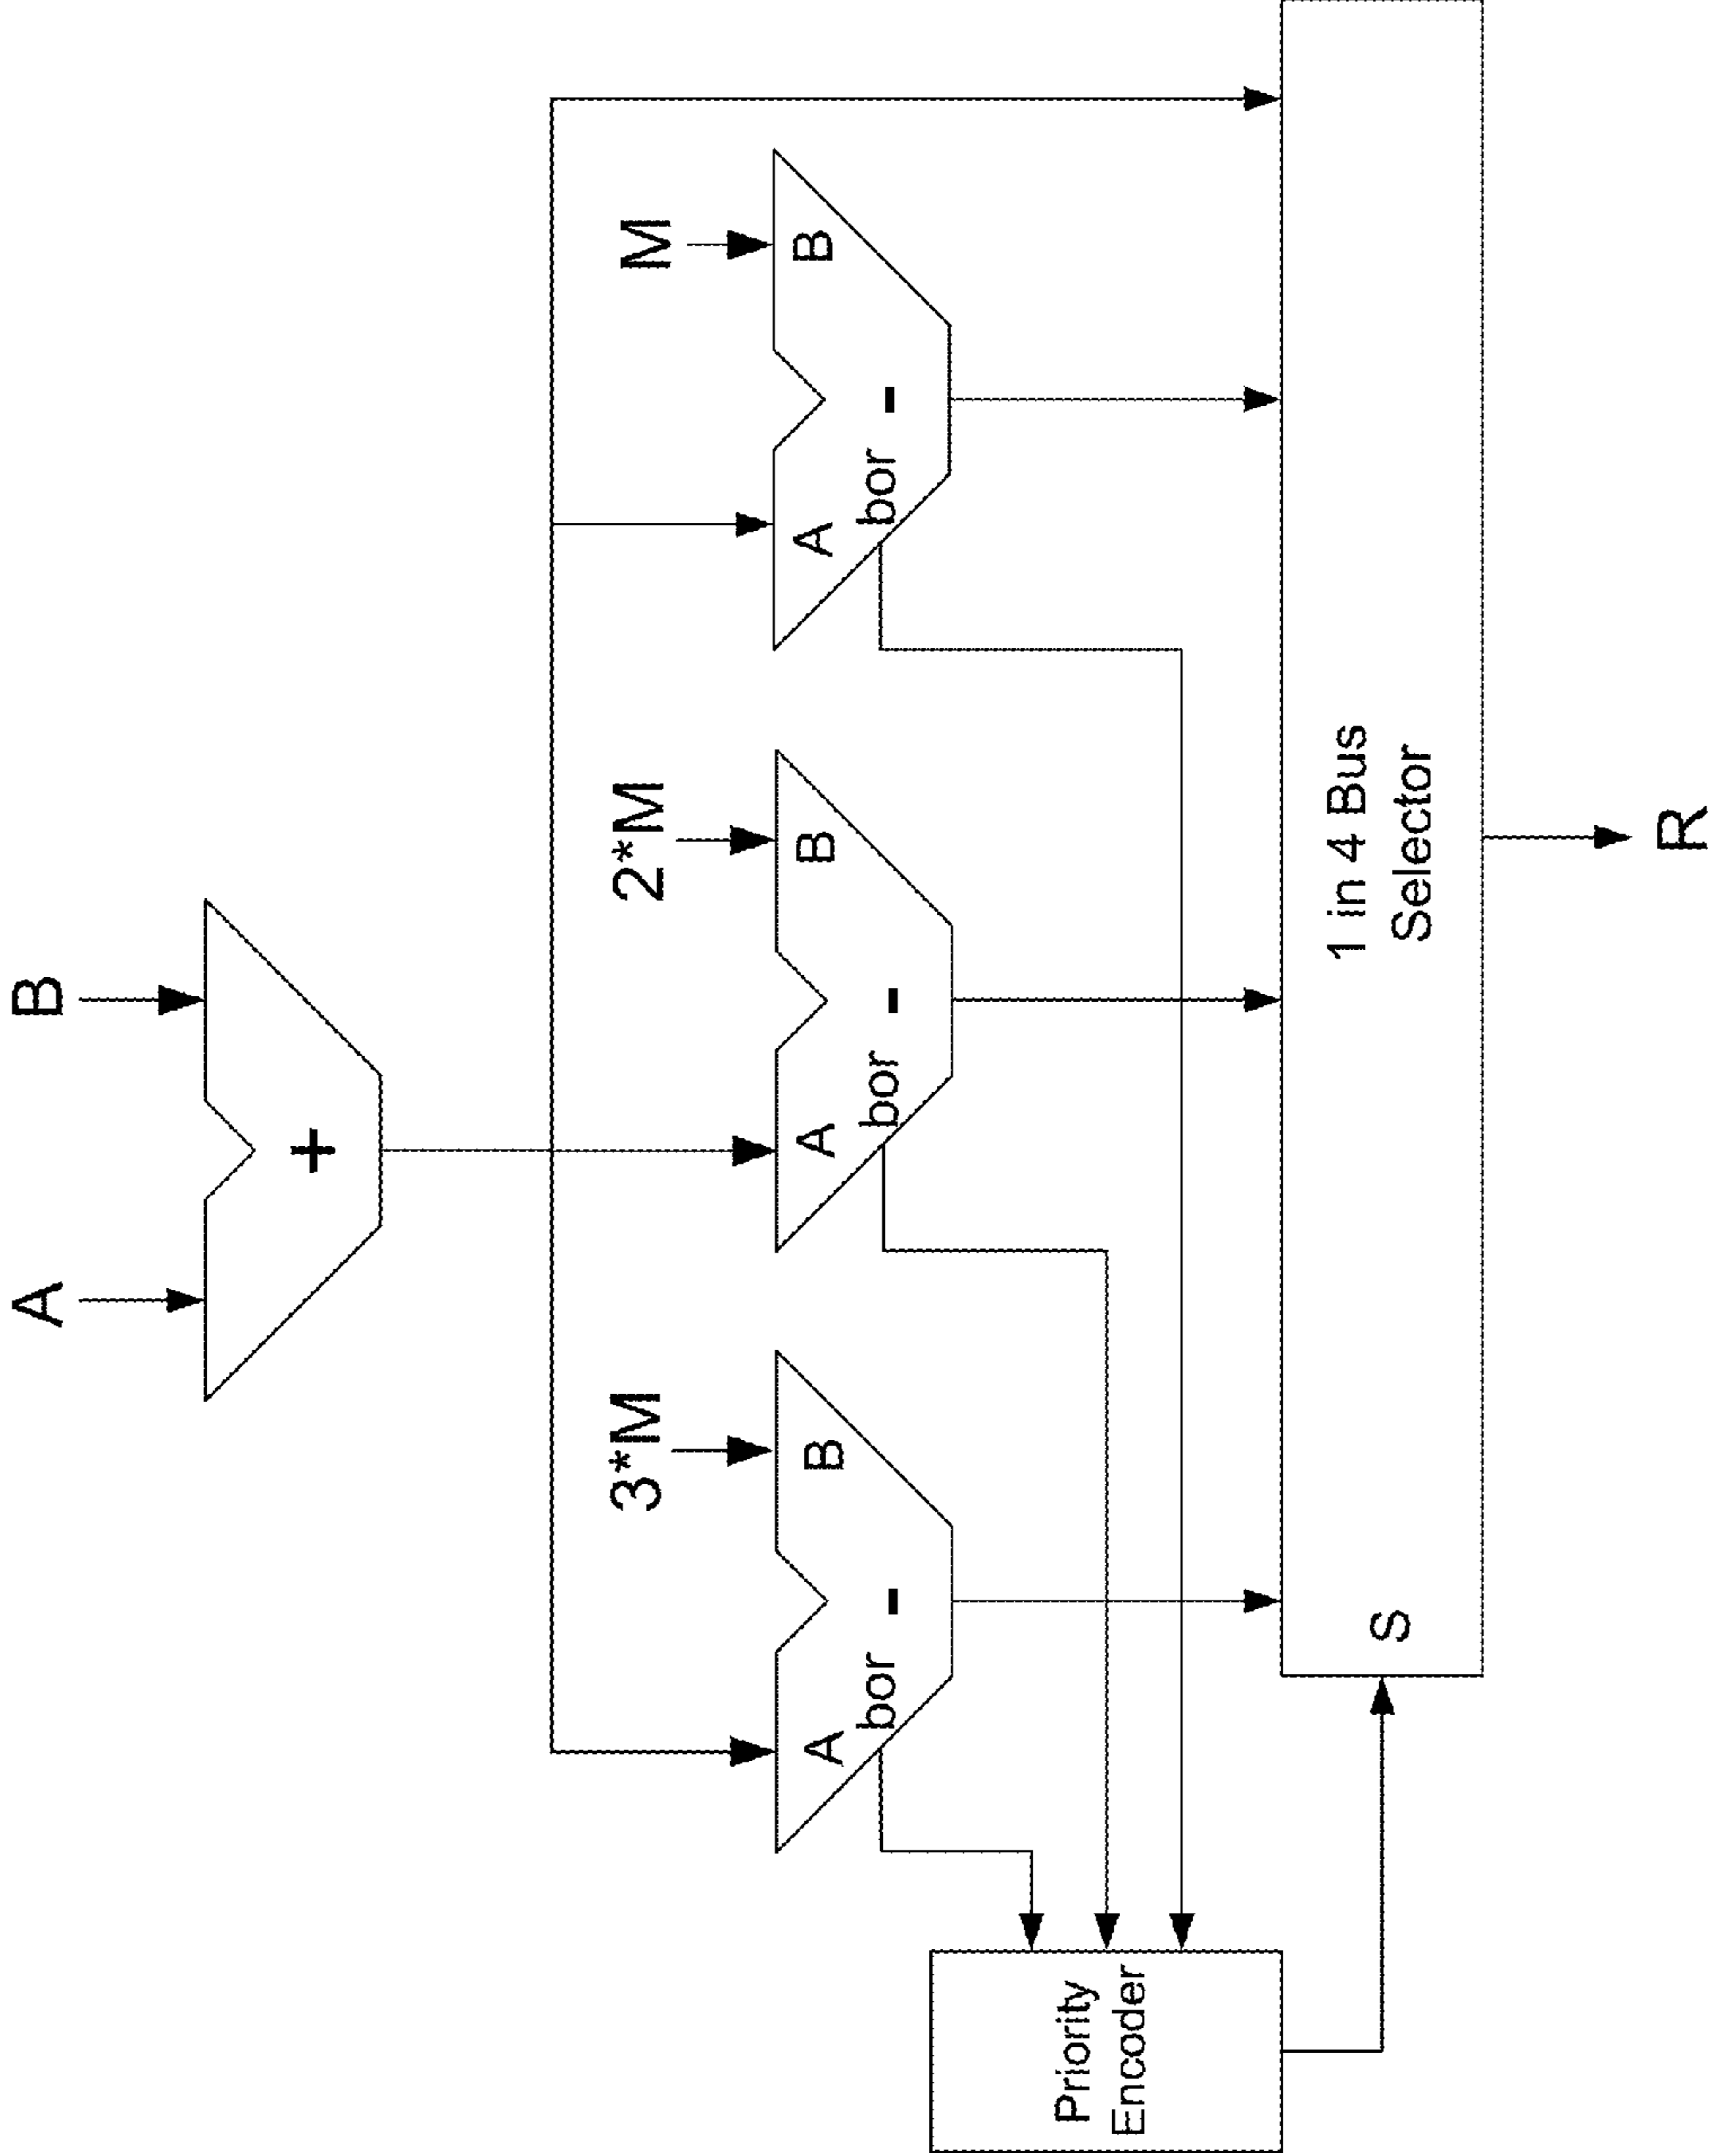 A
B
+
3*M
2*M
M
A
B
bor
-
A
B
bor
-
A
B
bor
-
Priority
Encoder
S
1 in 4 Bus
Selector
R